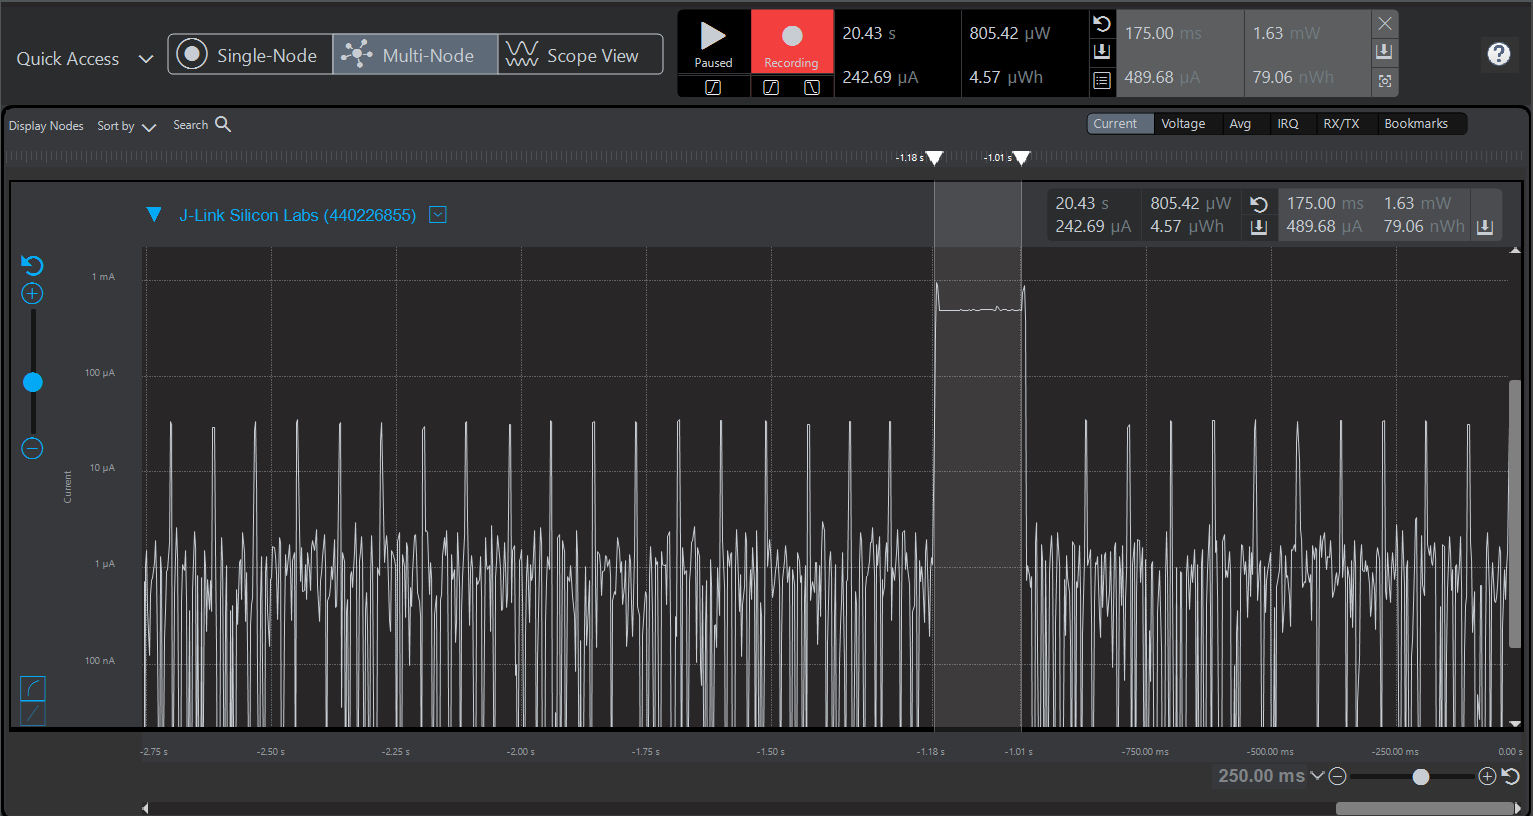 Quick Access
Single-Node
Multi-Node
Scope View
Paused
Recording
20.43 s
805.42 µW
242.69 µA
4.57 µWh
175.00 ms
1.63 mW
489.68 µA
79.06 nWh
?
Display Nodes
Sort by
Search
Current
Voltage
Avg
IRQ
RX/TX
Bookmarks
-1.18 s
-1.01 s
J-Link Silicon Labs (440226855)
20.43 s
805.42 µW
242.69 µA
4.57 µWh
175.00 ms
1.63 mW
489.68 µA
79.06 nWh
1 mA
100 µA
10 µA
1 µA
100 nA
Current
-2.75 s
-2.50 s
-2.25 s
-2.00 s
-1.75 s
-1.50 s
-1.18 s
-1.01 s
-750.00 ms
-500.00 ms
-250.00 ms
0.00 s
250.00 ms